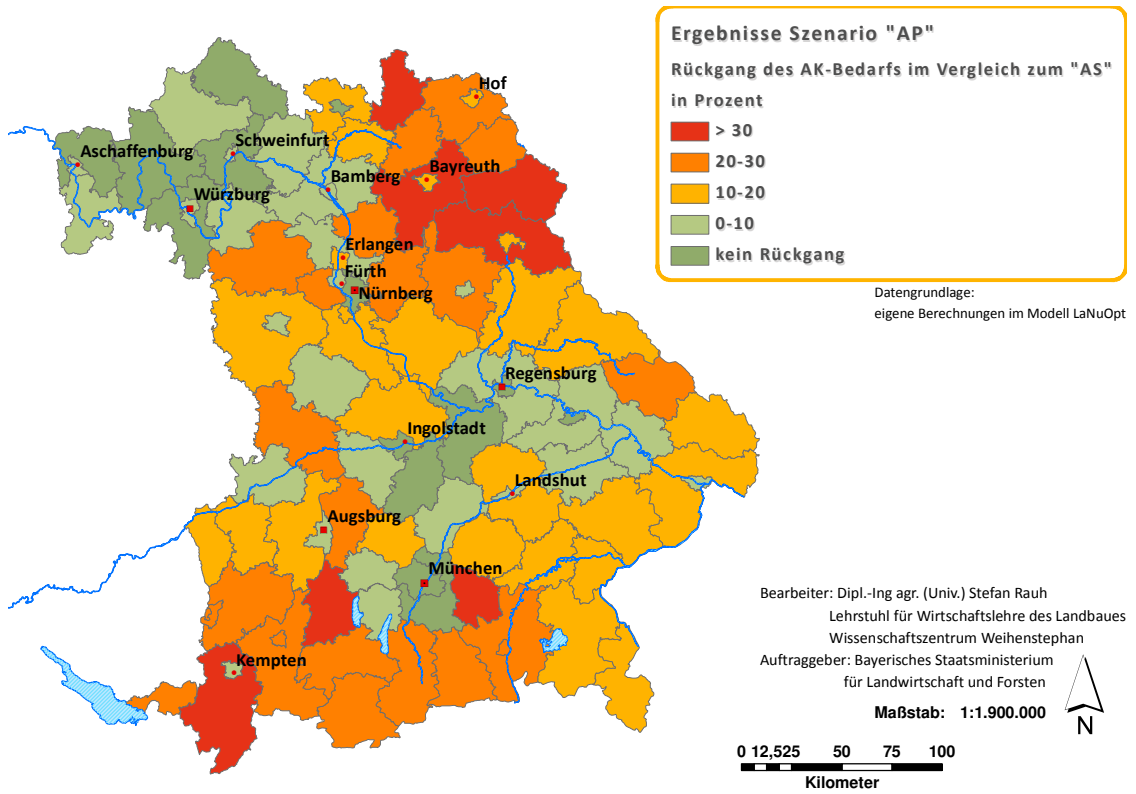 Ergebnisse Szenario "AP"
Rückgang des AK-Bedarfs im Vergleich zum "AS"
in Prozent
> 30
20-30
10-20
0-10
kein Rückgang
Datengrundlage:
eigene Berechnungen im Modell LaNuOpt
Hof
Schweinfurt
Aschaffenburg
Bayreuth
Bamberg
Würzburg
Erlangen
Fürth
Nürnberg
Regensburg
Ingolstadt
Landshut
Augsburg
München
Kempten
Bearbeiter: Dipl.-Ing agr. (Univ.) Stefan Rauh
Lehrstuhl für Wirtschaftslehre des Landbaues
Wissenschaftszentrum Weihenstephan
Auftraggeber: Bayerisches Staatsministerium
für Landwirtschaft und Forsten
Maßstab: 1:1.900.000
N
0 12,525 50 75 100
Kilometer